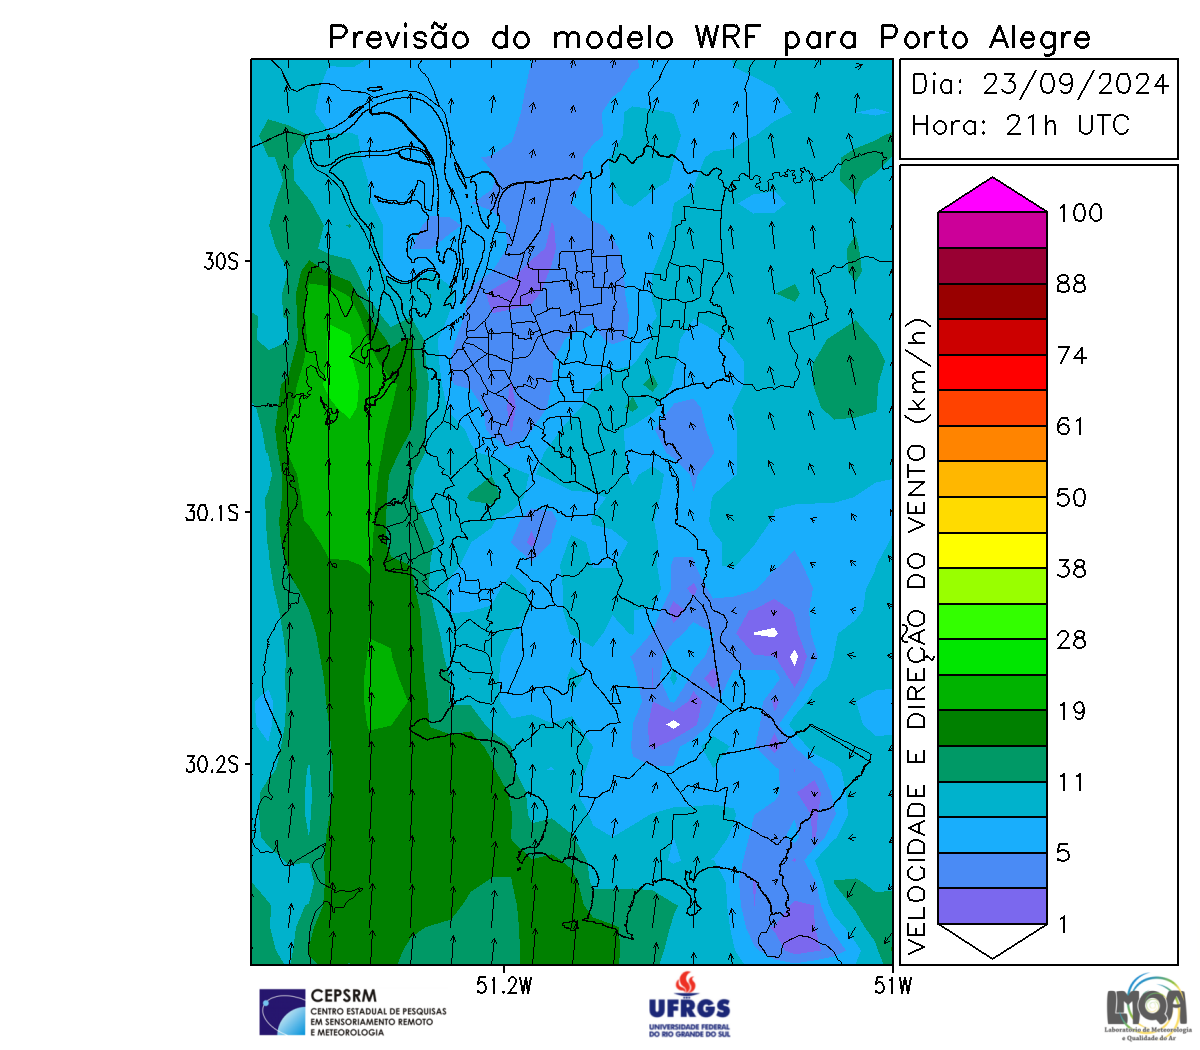 Previsão do modelo WRF para Porto Alegre
Dia: 23/09/2024
Hora: 21h UTC
30S
30.1S
30.2S
51.2W
51W
VELOCIDADE E DIREÇÃO DO VENTO (km/h)
100
88
74
61
50
38
28
19
11
5
1
CEPSRM
CENTRO ESTADUAL DE PESQUISAS
EM SENSORIAMENTO REMOTO
E METEOROLOGIA
UFRGS
UNIVERSIDADE FEDERAL
DO RIO GRANDE DO SUL
LMQA
Laboratório de Meteorologia
e Qualidade do Ar